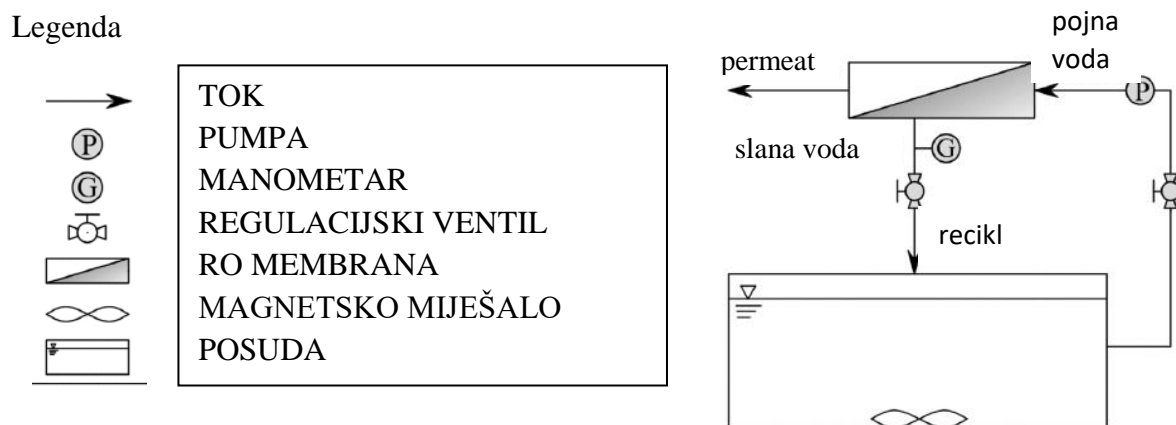 Legenda
TOK
P
PUMPA
G
MANOMETAR
REGULACIJSKI VENTIL
RO MEMBRANA
MAGNETSKO MIJEŠALO
POSUDA
pojna
voda
permeat
P
slana voda
G
recikl